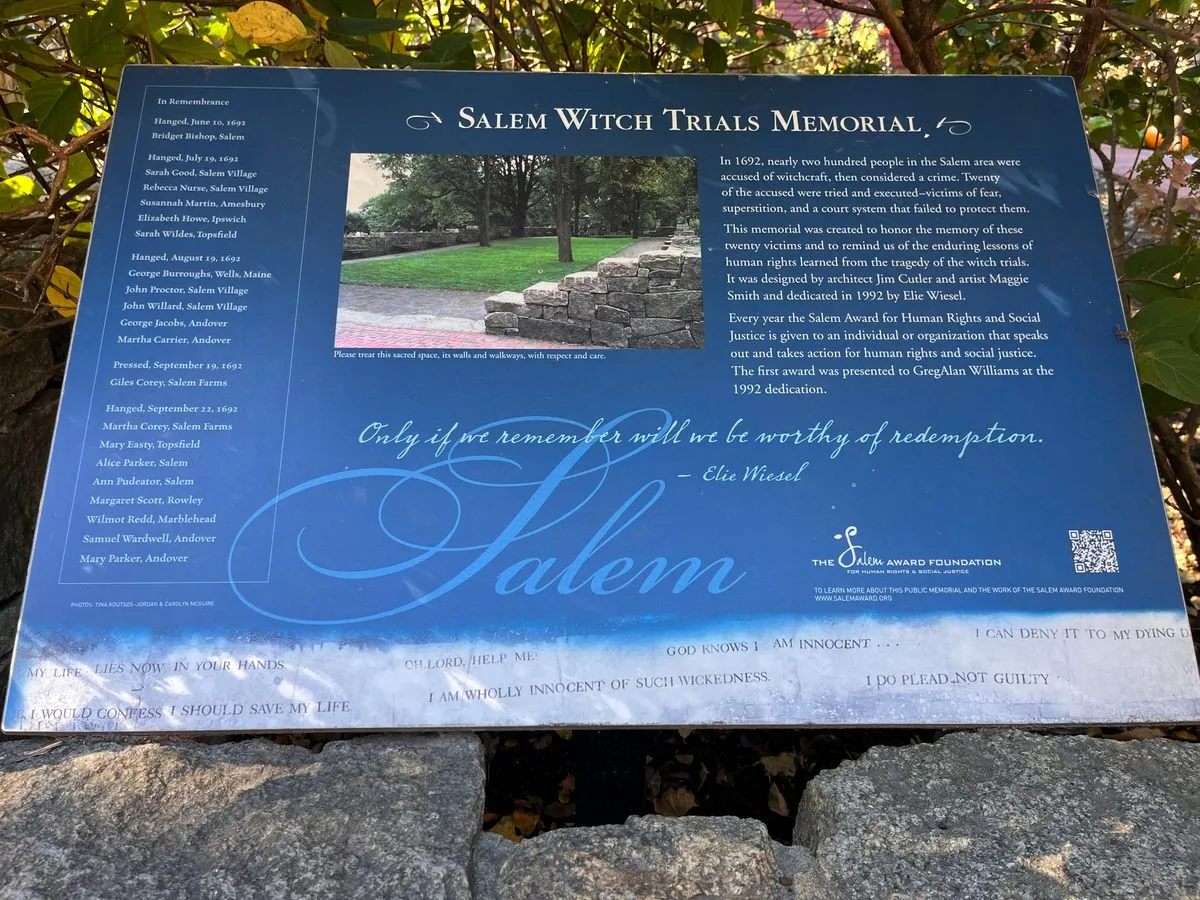 In Remembrance
Hanged, June 10, 1692
Bridget Bishop, Salem
Hanged, July 19, 1692
Sarah Good, Salem Village
Rebecca Nurse, Salem Village
Susannah Martin, Amesbury
Elizabeth Howe, Ipswich
Sarah Wildes, Topsfield
Hanged, August 19, 1692
George Burroughs, Wells, Maine
John Proctor, Salem Village
John Willard, Salem Village
George Jacobs, Andover
Martha Carrier, Andover
Pressed, September 19, 1692
Giles Corey, Salem Farms
Hanged, September 22, 1692
Martha Corey, Salem Farms
Mary Easty, Topsfield
Alice Parker, Salem
Ann Pudeator, Salem
Margaret Scott, Rowley
Wilmot Redd, Marblehead
Samuel Wardwell, Andover
Mary Parker, Andover
PHOTOS: TINA KOUTSOS-JORDAN & CAROLYN MCGUIRE
SALEM WITCH TRIALS MEMORIAL
Please treat this sacred space, its walls and walkways, with respect and care.
In 1692, nearly two hundred people in the Salem area were
accused of witchcraft, then considered a crime. Twenty
of the accused were tried and executed–victims of fear,
superstition, and a court system that failed to protect them.
This memorial was created to honor the memory of these
twenty victims and to remind us of the enduring lessons of
human rights learned from the tragedy of the witch trials.
It was designed by architect Jim Cutler and artist Maggie
Smith and dedicated in 1992 by Elie Wiesel.
Every year the Salem Award for Human Rights and Social
Justice is given to an individual or organization that speaks
out and takes action for human rights and social justice.
The first award was presented to GregAlan Williams at the
1992 dedication.
Only if we remember will we be worthy of redemption.
– Elie Wiesel
Salem
THE Salem AWARD FOUNDATION
FOR HUMAN RIGHTS & SOCIAL JUSTICE
TO LEARN MORE ABOUT THIS PUBLIC MEMORIAL AND THE WORK OF THE SALEM AWARD FOUNDATION
WWW.SALEMAWARD.ORG
MY LIFE LIES NOW IN YOUR HANDS
OH LORD, HELP ME!
GOD KNOWS I AM INNOCENT . . .
I CAN DENY IT TO MY DYING D
I WOULD CONFESS I SHOULD SAVE MY LIFE
I AM WHOLLY INNOCENT OF SUCH WICKEDNESS.
I DO PLEAD NOT GUILTY